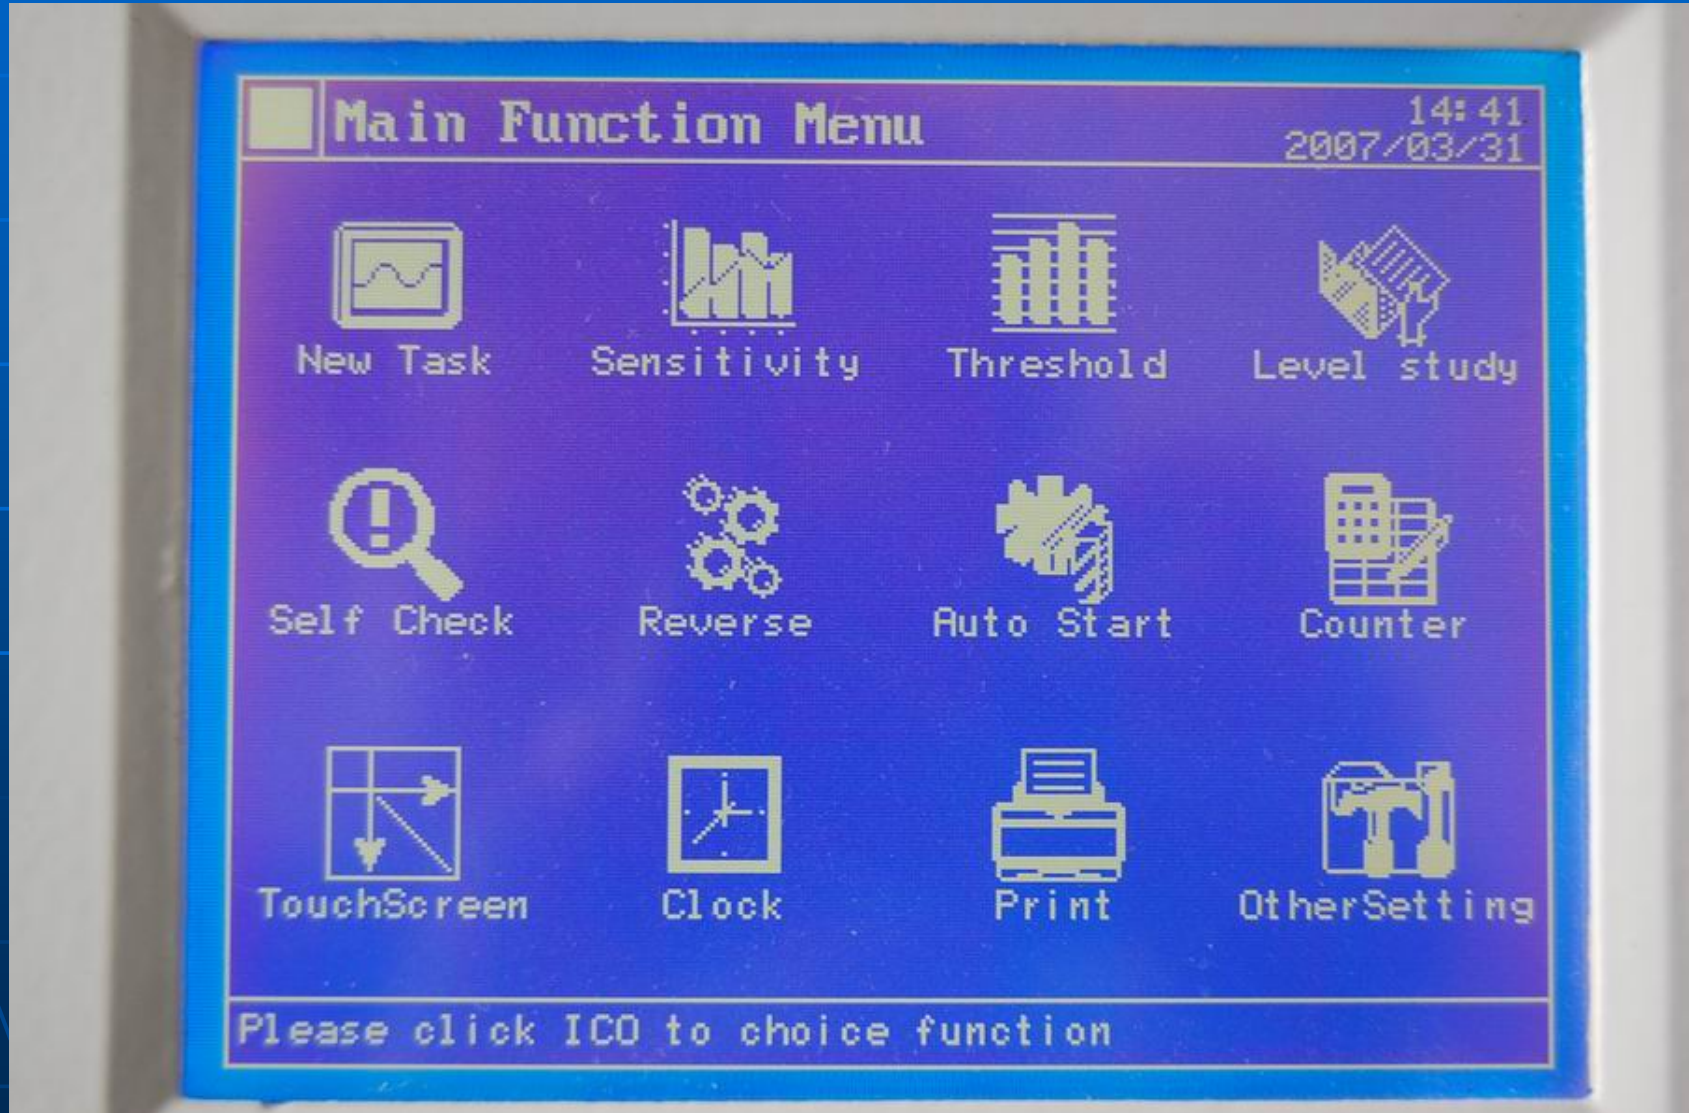 Main Function Menu
14:41
2007/03/31
New Task
Sensitivity
Threshold
Level study
Self Check
Reverse
Auto Start
Counter
TouchScreen
Clock
Print
OtherSetting
Please click ICO to choice function